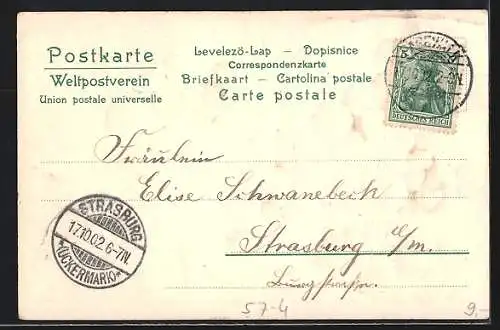 Postkarte
Weltpostverein
Union postale universelle
Levelező-Lap – Dopisnice
Correspondenzkarte
Briefkaart – Cartolina postale
Carte postale
5
DEUTSCHES REICH
Fräulein
Elise Schwanebeck
Strasburg U/m.
STRASBURG
17.10.02.6-7N.
*(UCKERMARK)*
57-4
9,-